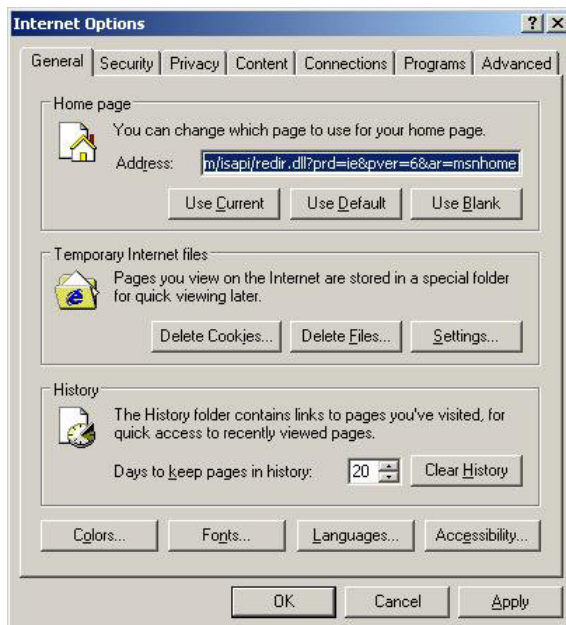 Internet Options
General Security Privacy Content Connections Programs Advanced
Home page
You can change which page to use for your home page.
Address: m/isapi/redir.dll?prd=ie&pver=6&ar=msnhome
Use Current Use Default Use Blank
Temporary Internet files
Pages you view on the Internet are stored in a special folder
for quick viewing later.
Delete Cookies... Delete Files... Settings...
History
The History folder contains links to pages you've visited, for
quick access to recently viewed pages.
Days to keep pages in history: 20 Clear History
Colors... Fonts... Languages... Accessibility...
OK Cancel Apply